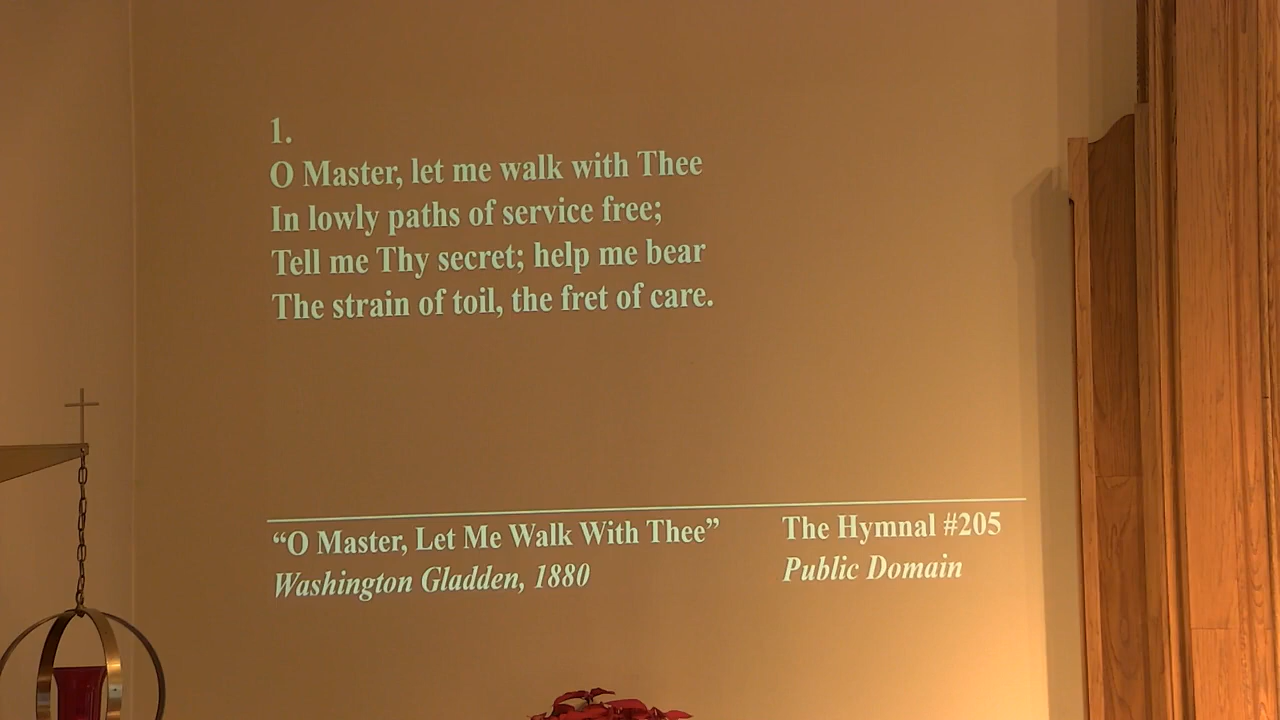 1.
O Master, let me walk with Thee
In lowly paths of service free;
Tell me Thy secret; help me bear
The strain of toil, the fret of care.
“O Master, Let Me Walk With Thee”
Washington Gladden, 1880
The Hymnal #205
Public Domain